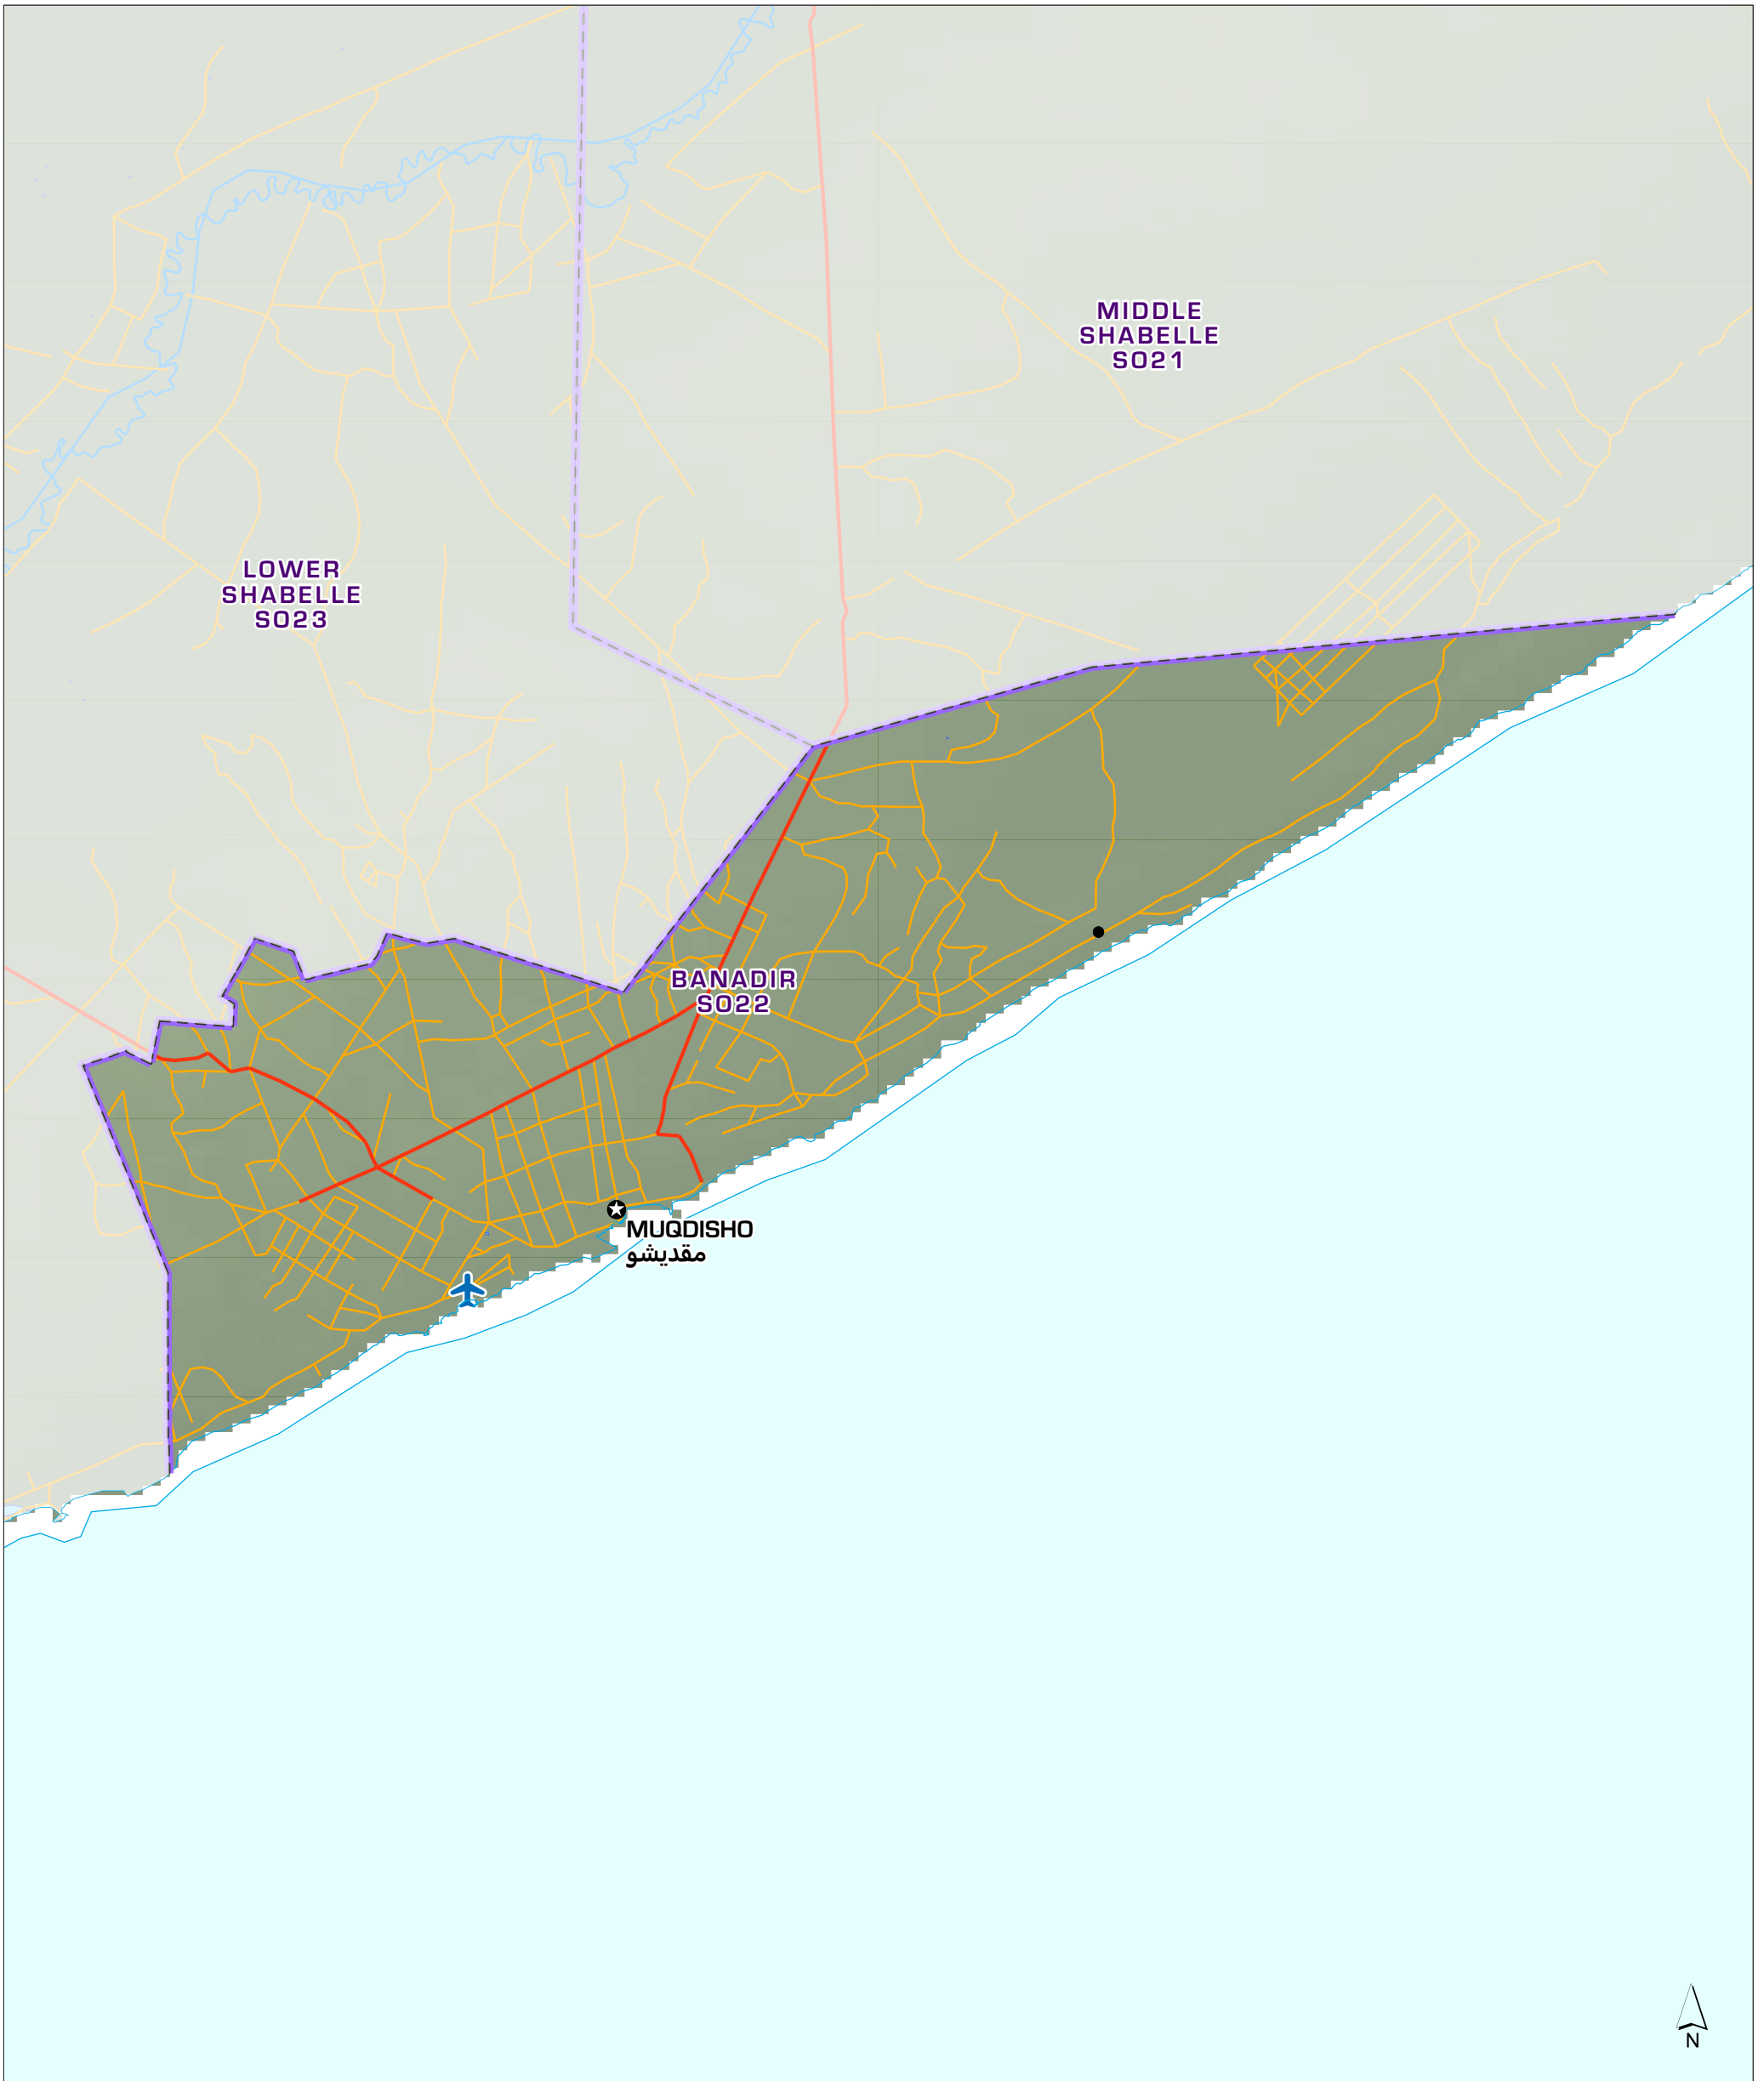 MIDDLE
SHABELLE
SO21
LOWER
SHABELLE
SO23
BANADIR
SO22
MUQDISHO
مقديشو
N